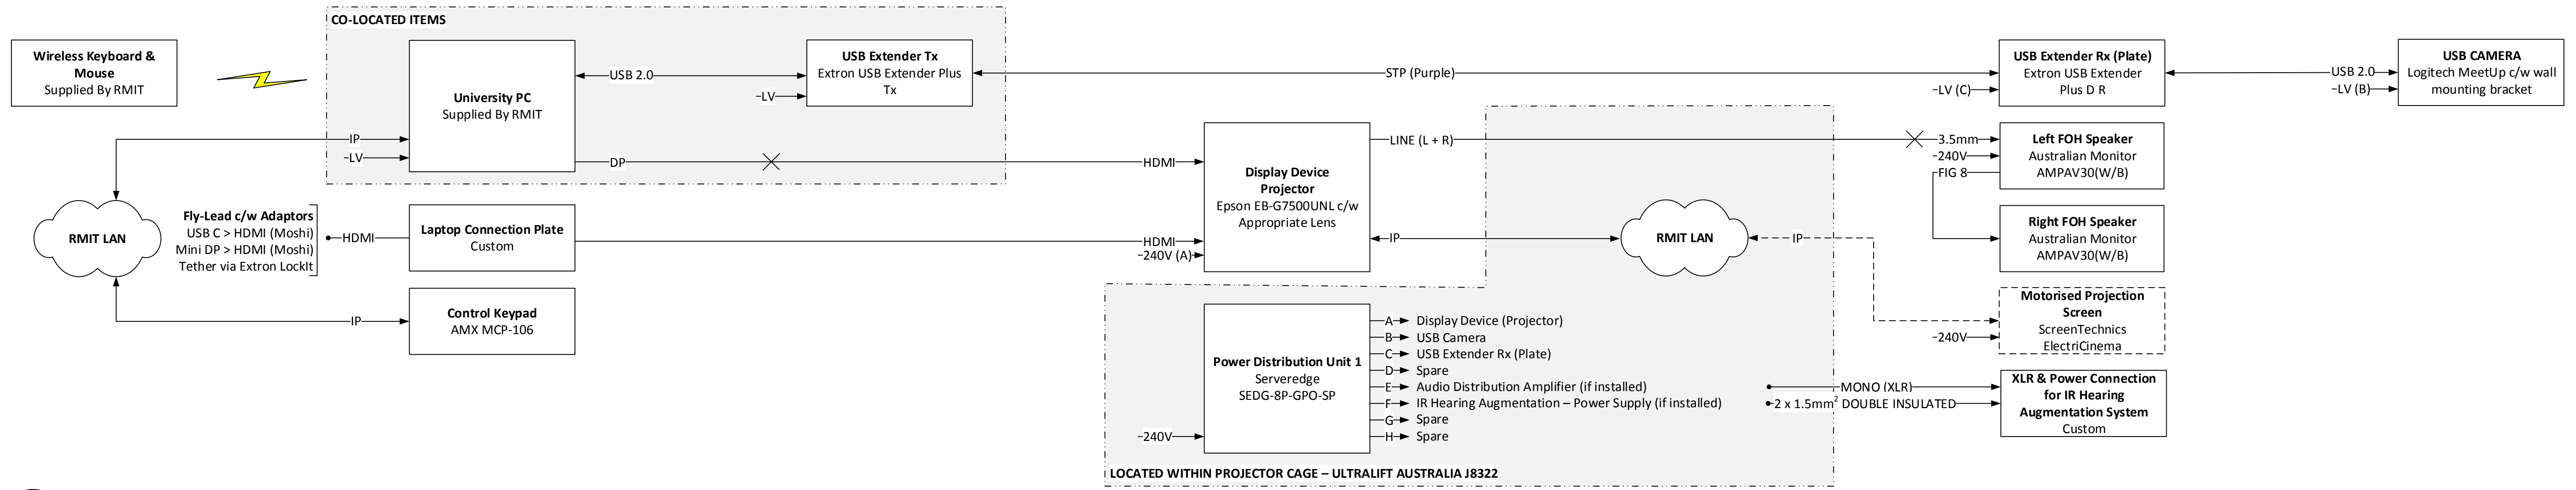 CO-LOCATED ITEMS
Wireless Keyboard &
Mouse
Supplied By RMIT
University PC
Supplied By RMIT
USB 2.0
USB Extender Tx
Extron USB Extender Plus
Tx
~LV
STP (Purple)
USB Extender Rx (Plate)
Extron USB Extender
Plus D R
~LV (C)
USB 2.0
~LV (B)
USB CAMERA
Logitech MeetUp c/w wall
mounting bracket
IP
~LV
DP
HDMI
Display Device
Projector
Epson EB-G7500UNL c/w
Appropriate Lens
LINE (L + R)
3.5mm
~240V
FIG 8
Left FOH Speaker
Australian Monitor
AMPAV30(W/B)
Right FOH Speaker
Australian Monitor
AMPAV30(W/B)
RMIT LAN
Fly-Lead c/w Adaptors
USB C > HDMI (Moshi)
Mini DP > HDMI (Moshi)
Tether via Extron LockIt
HDMI
Laptop Connection Plate
Custom
HDMI
~240V (A)
IP
RMIT LAN
IP
IP
Control Keypad
AMX MCP-106
Motorised Projection
Screen
ScreenTechnics
ElectriCinema
~240V
Power Distribution Unit 1
Serveredge
SEDG-8P-GPO-SP
~240V
A Display Device (Projector)
B USB Camera
C USB Extender Rx (Plate)
D Spare
E Audio Distribution Amplifier (if installed)
F IR Hearing Augmentation – Power Supply (if installed)
G Spare
H Spare
MONO (XLR)
2 x 1.5mm² DOUBLE INSULATED
XLR & Power Connection
for IR Hearing
Augmentation System
Custom
LOCATED WITHIN PROJECTOR CAGE – ULTRALIFT AUSTRALIA J8322